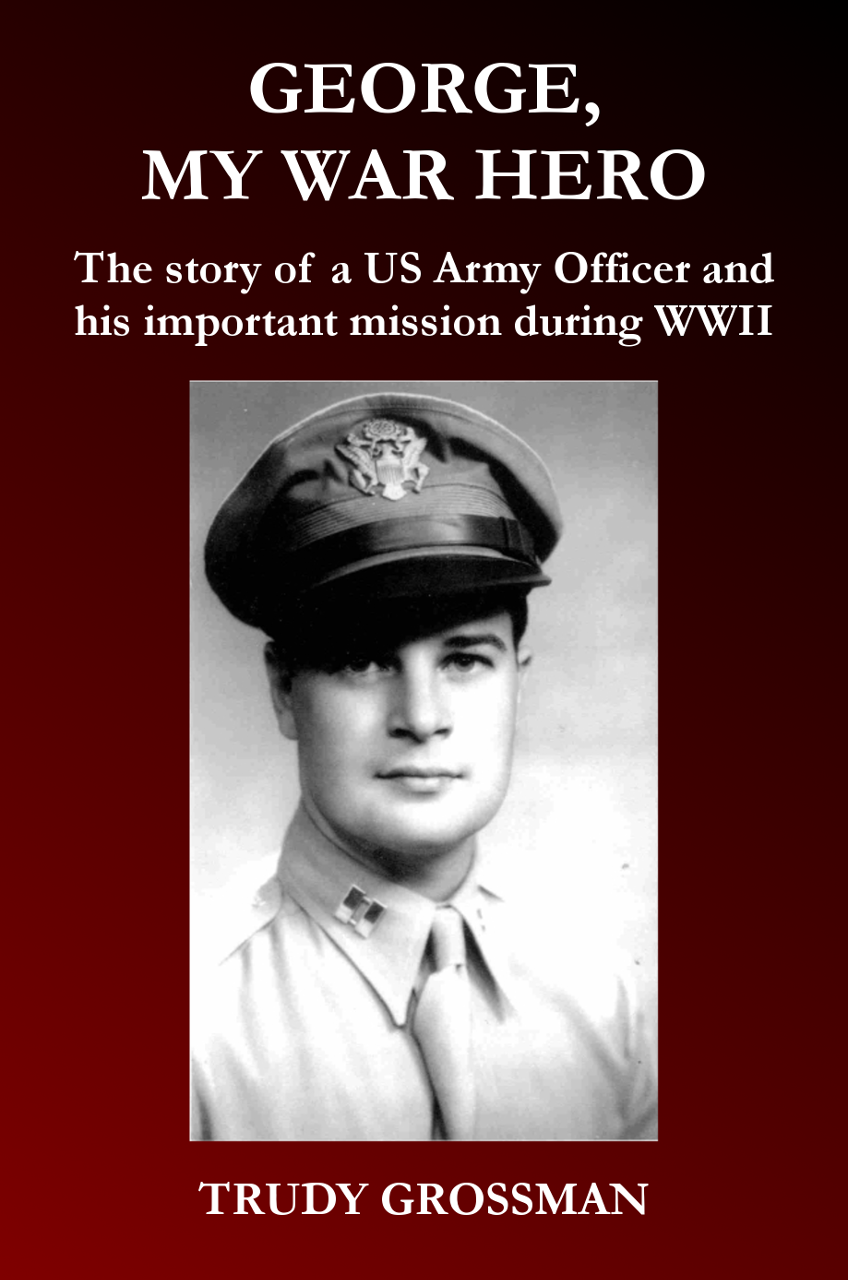 GEORGE,
MY WAR HERO
The story of a US Army Officer and
his important mission during WWII
TRUDY GROSSMAN